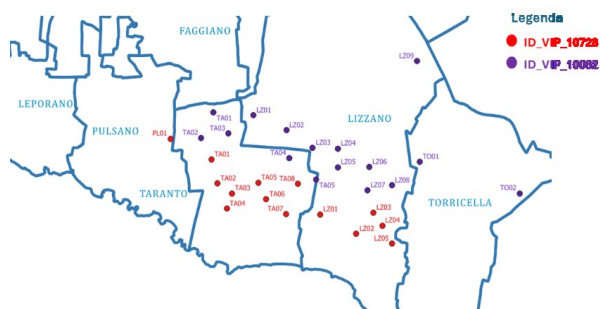 Legenda
ID_VIP_10723
ID_VIP_10082
FAGGIANO
LZ09
LEPORANO
PULSANO
LIZZANO
TA01
LZ01
LZ02
TA02
TA03
LZ03
LZ04
PL01
TA04
LZ05
LZ06
TO01
TA01
TA02
TA05
TA08
TA05
LZ07
LZ08
TARANTO
TA03
TA06
TO02
TA04
TA07
LZ01
LZ03
TORRICELLA
LZ02
LZ04
LZ05